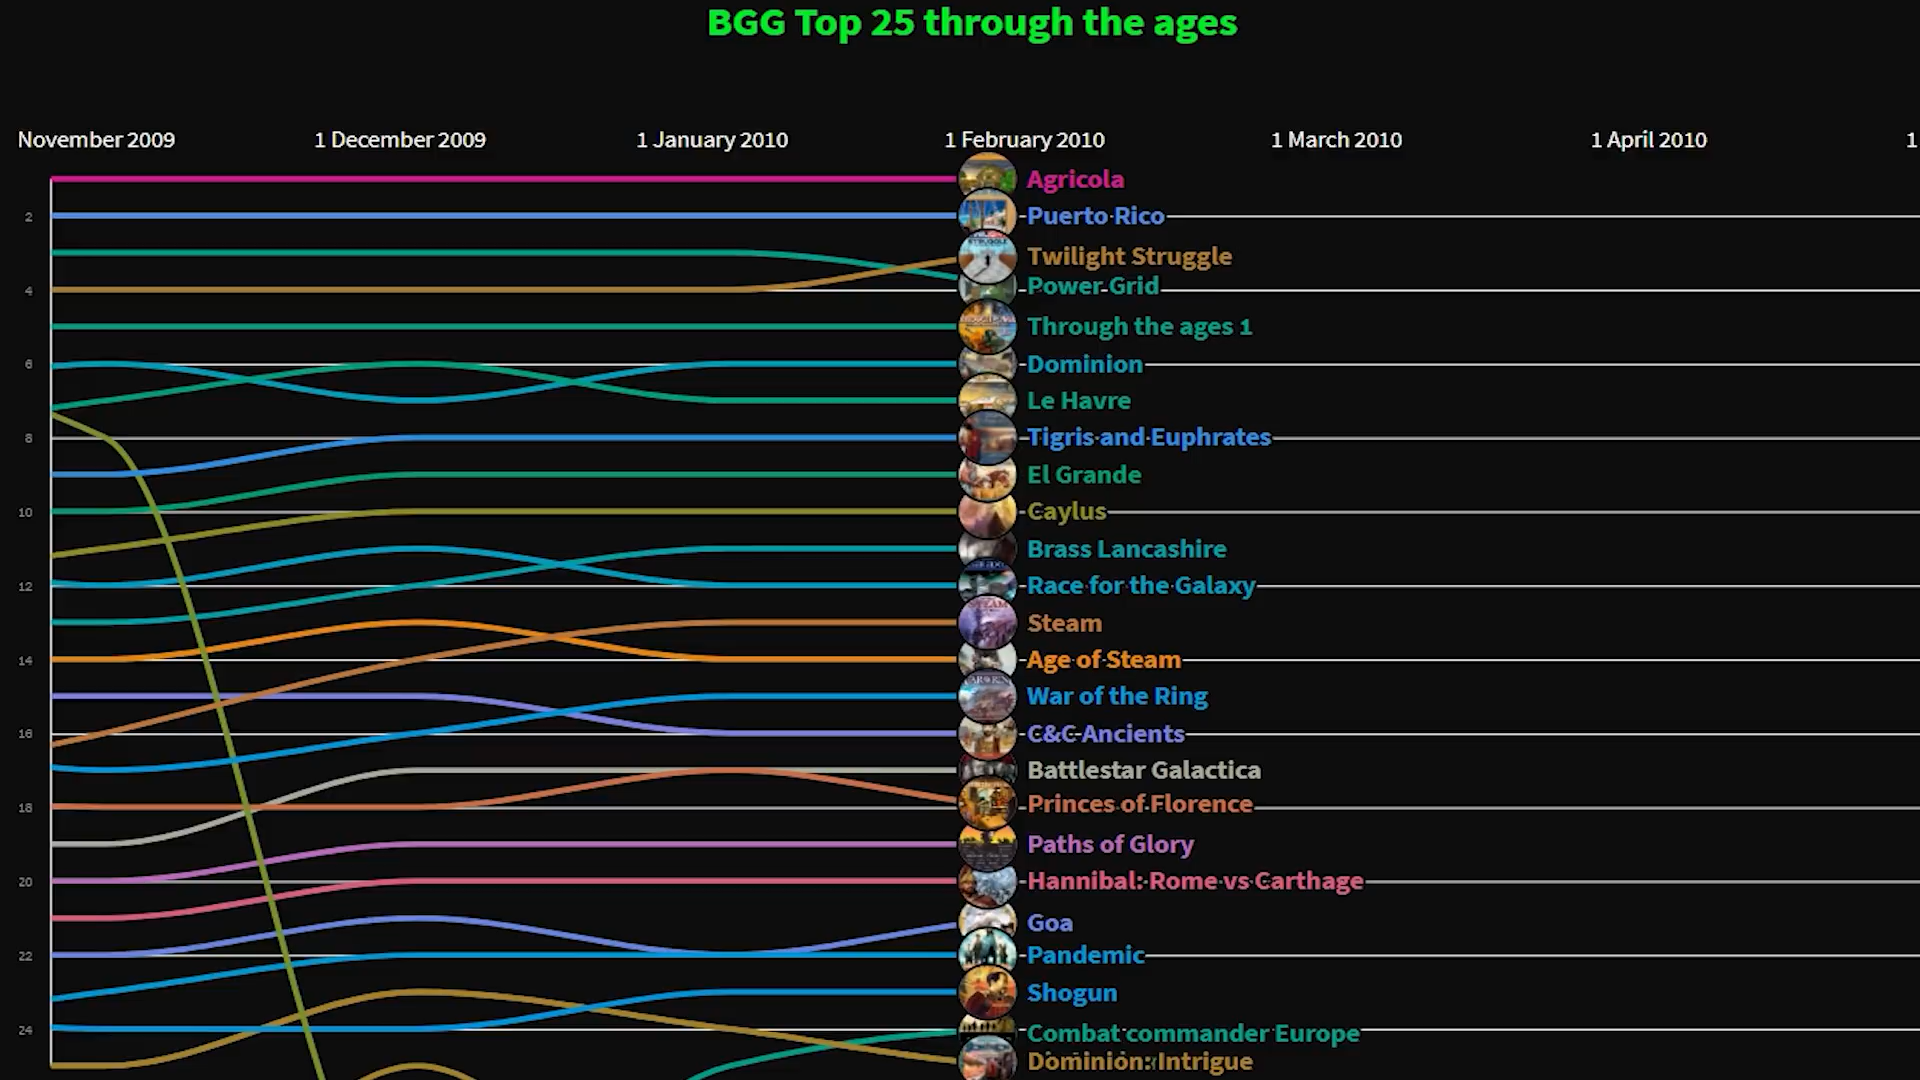 BGG Top 25 through the ages
November 2009 1 December 2009 1 January 2010 1 February 2010 1 March 2010 1 April 2010 1
Agricola
2 Puerto Rico
Twilight Struggle
4 Power Grid
Through the ages 1
6 Dominion
Le Havre
8 Tigris and Euphrates
El Grande
10 Caylus
Brass Lancashire
12 Race for the Galaxy
Steam
14 Age of Steam
War of the Ring
16 C&C Ancients
Battlestar Galactica
18 Princes of Florence
Paths of Glory
20 Hannibal: Rome vs Carthage
Goa
22 Pandemic
Shogun
24 Combat commander Europe
Dominion: Intrigue